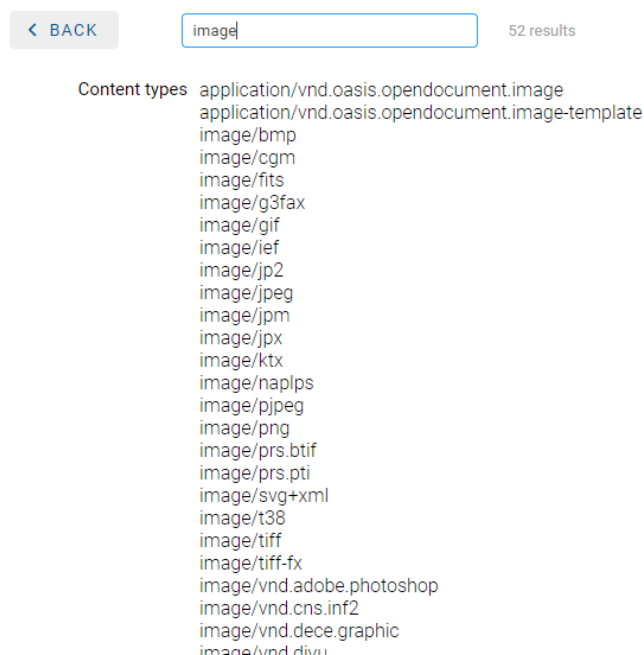 BACK
image
52 results
Content types
application/vnd.oasis.opendocument.image
application/vnd.oasis.opendocument.image-template
image/bmp
image/cgm
image/fits
image/g3fax
image/gif
image/ief
image/jp2
image/jpeg
image/jpm
image/jpx
image/ktx
image/naplps
image/pjpeg
image/png
image/prs.btif
image/prs.pti
image/svg+xml
image/t38
image/tiff
image/tiff-fx
image/vnd.adobe.photoshop
image/vnd.cns.inf2
image/vnd.dece.graphic
image/vnd.djvu